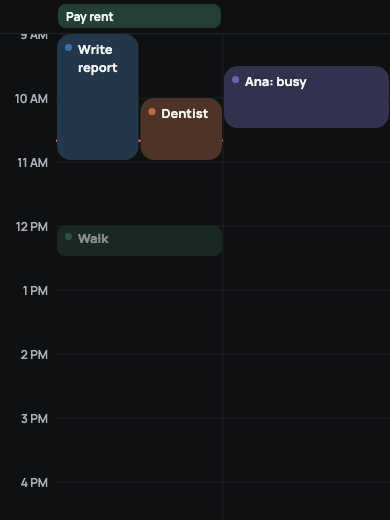 Pay rent
9 AM
Write
report
Ana: busy
10 AM
Dentist
11 AM
12 PM
Walk
1 PM
2 PM
3 PM
4 PM